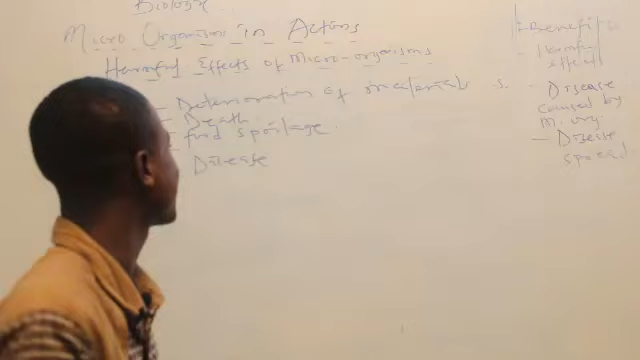 Biology
Micro Organism in Actions
Harmful Effects of Micro-organisms
- Deterioration of materials
- Death
- food spoilage
- Disease
- Benefits
- Harmful effect
- Disease
caused by
m. org.
- Disease
spread